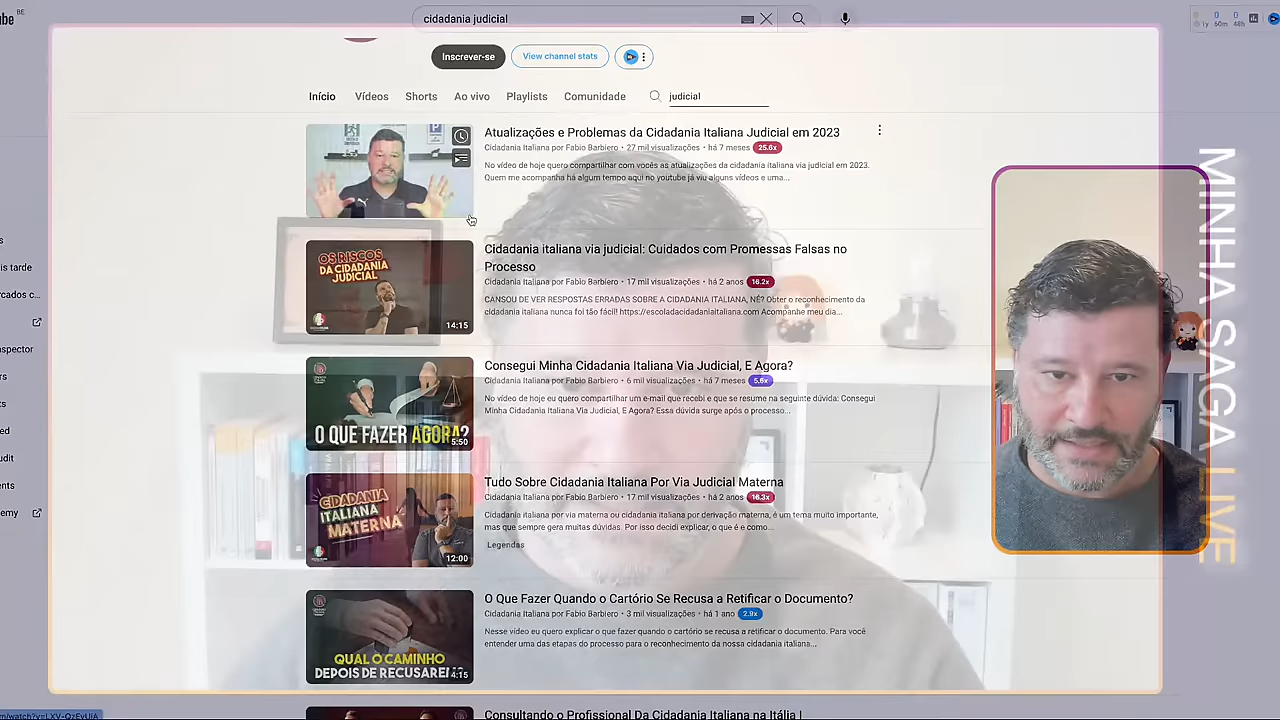 BE
cidadania judicial
0 0 0
1y 60m 48h
Inscrever-se
View channel stats
Início
Vídeos
Shorts
Ao vivo
Playlists
Comunidade
judicial
Atualizações e Problemas da Cidadania Italiana Judicial em 2023
Cidadania Italiana por Fabio Barbiero • 27 mil visualizações • há 7 meses 25.6x
No vídeo de hoje quero compartilhar com vocês as atualizações da cidadania italiana via judicial em 2023.
Quem me acompanha há algum tempo aqui no youtube já viu alguns vídeos e uma...
OS RISCOS
DA CIDADANIA
JUDICIAL
14:15
Cidadania italiana via judicial: Cuidados com Promessas Falsas no
Processo
Cidadania Italiana por Fabio Barbiero • 17 mil visualizações • há 2 anos 16.2x
CANSOU DE VER RESPOSTAS ERRADAS SOBRE A CIDADANIA ITALIANA, NÉ? Obter o reconhecimento da
cidadania italiana nunca foi tão fácil! https://escoladacidadaniaitaliana.com Acompanhe meu dia...
O QUE FAZER AGORA?
5:50
Consegui Minha Cidadania Italiana Via Judicial, E Agora?
Cidadania Italiana por Fabio Barbiero • 6 mil visualizações • há 7 meses 5.6x
No vídeo de hoje eu quero compartilhar um e-mail que recebi e que se resume na seguinte dúvida: Consegui
Minha Cidadania Italiana Via Judicial, E Agora? Essa dúvida surge após o processo...
CIDADANIA
ITALIANA
MATERNA
12:00
Tudo Sobre Cidadania Italiana Por Via Judicial Materna
Cidadania Italiana por Fabio Barbiero • 17 mil visualizações • há 2 anos 16.3x
Cidadania italiana por via materna ou cidadania italiana por derivação materna, é um tema muito importante,
mas que sempre gera muitas dúvidas. Por isso decidi explicar, o que é e como...
Legendas
QUAL O CAMINHO
DEPOIS DE RECUSAREM?
4:15
O Que Fazer Quando o Cartório Se Recusa a Retificar o Documento?
Cidadania Italiana por Fabio Barbiero • 3 mil visualizações • há 1 ano 2.9x
Nesse vídeo eu quero explicar o que fazer quando o cartório se recusa a retificar o documento. Para você
entender uma das etapas do processo para o reconhecimento da nossa cidadania italiana...
Consultando o Profissional Da Cidadania Italiana na Itália |
MINHA SAGA LIVE